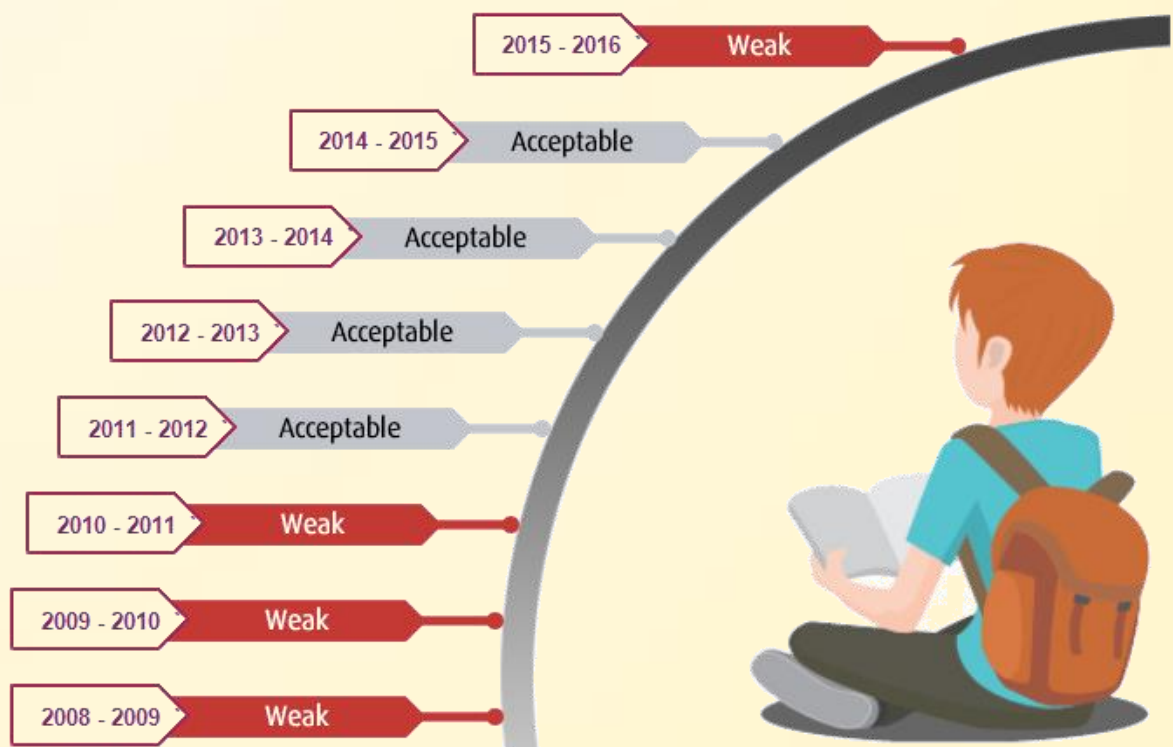 2015 - 2016 Weak
2014 - 2015 Acceptable
2013 - 2014 Acceptable
2012 - 2013 Acceptable
2011 - 2012 Acceptable
2010 - 2011 Weak
2009 - 2010 Weak
2008 - 2009 Weak